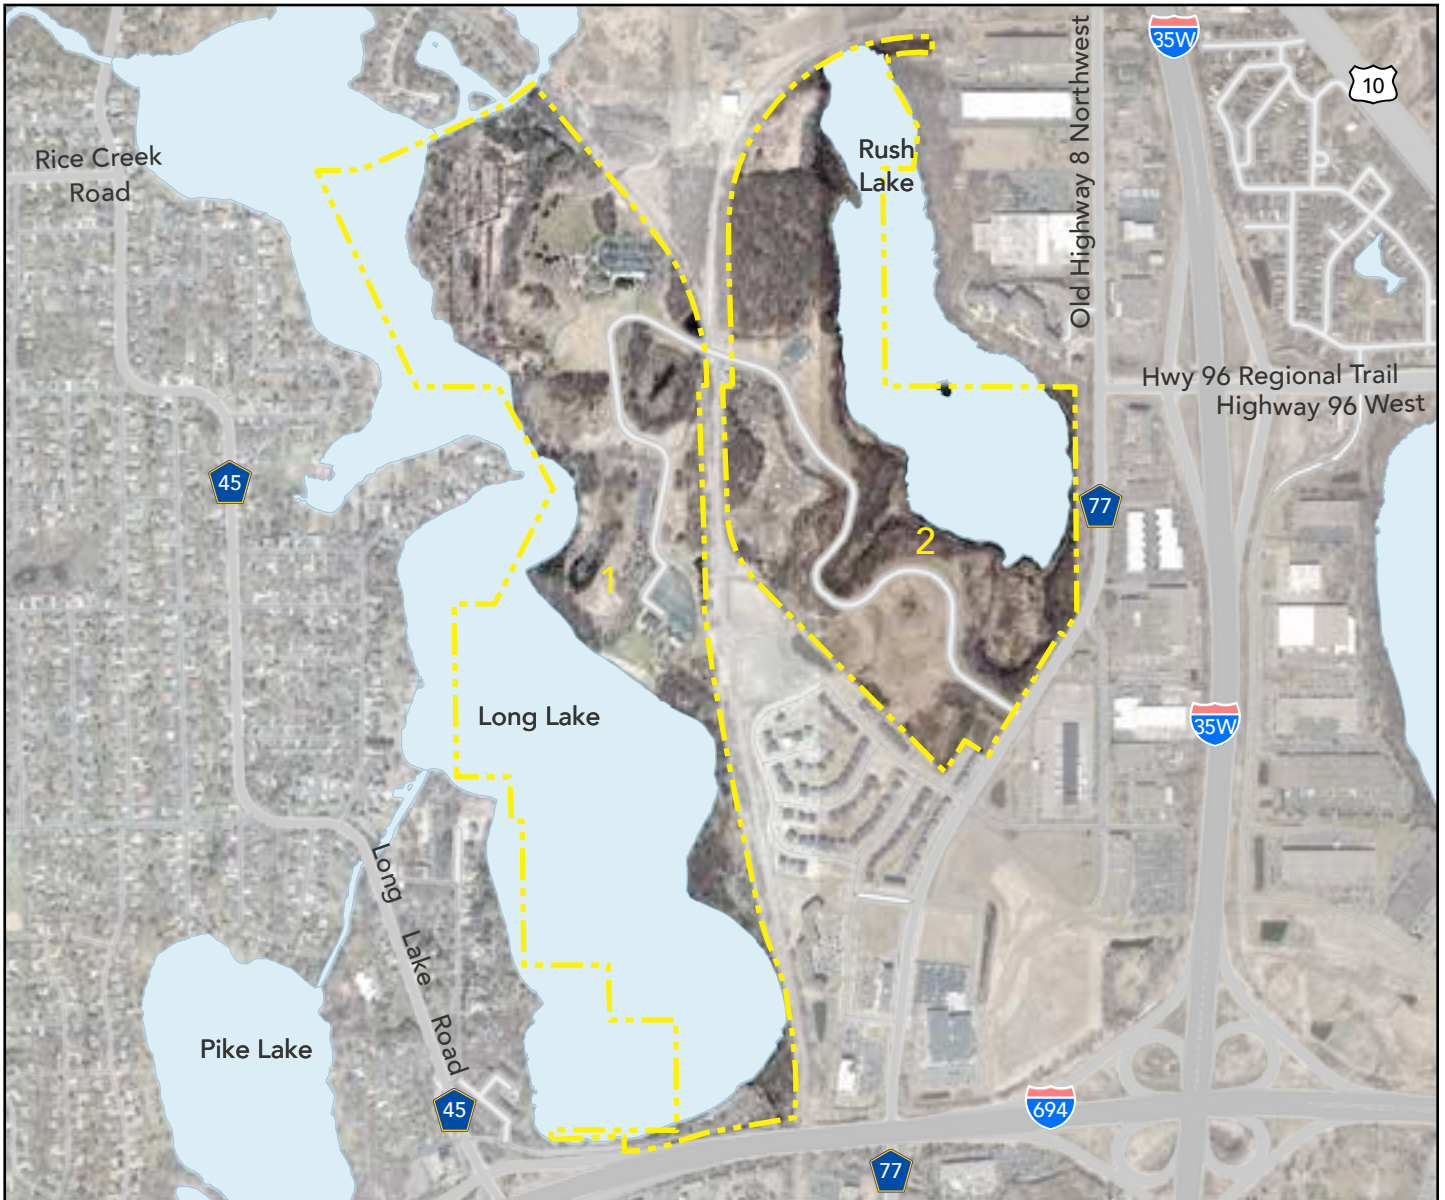 35W
10
Rice Creek
Road
Rush
Lake
Old Highway 8 Northwest
Hwy 96 Regional Trail
Highway 96 West
45
77
2
1
Long Lake
35W
Long Lake Road
Pike Lake
45
694
77